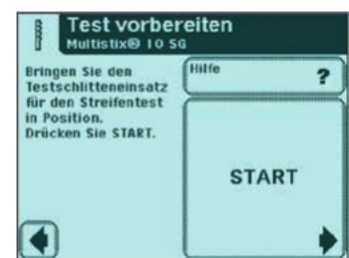 Test vorbereiten
Multistix® 10 SG
Bringen Sie den
Testschlitteneinsatz
für den Streifentest
in Position.
Drücken Sie START.
Hilfe ?
START